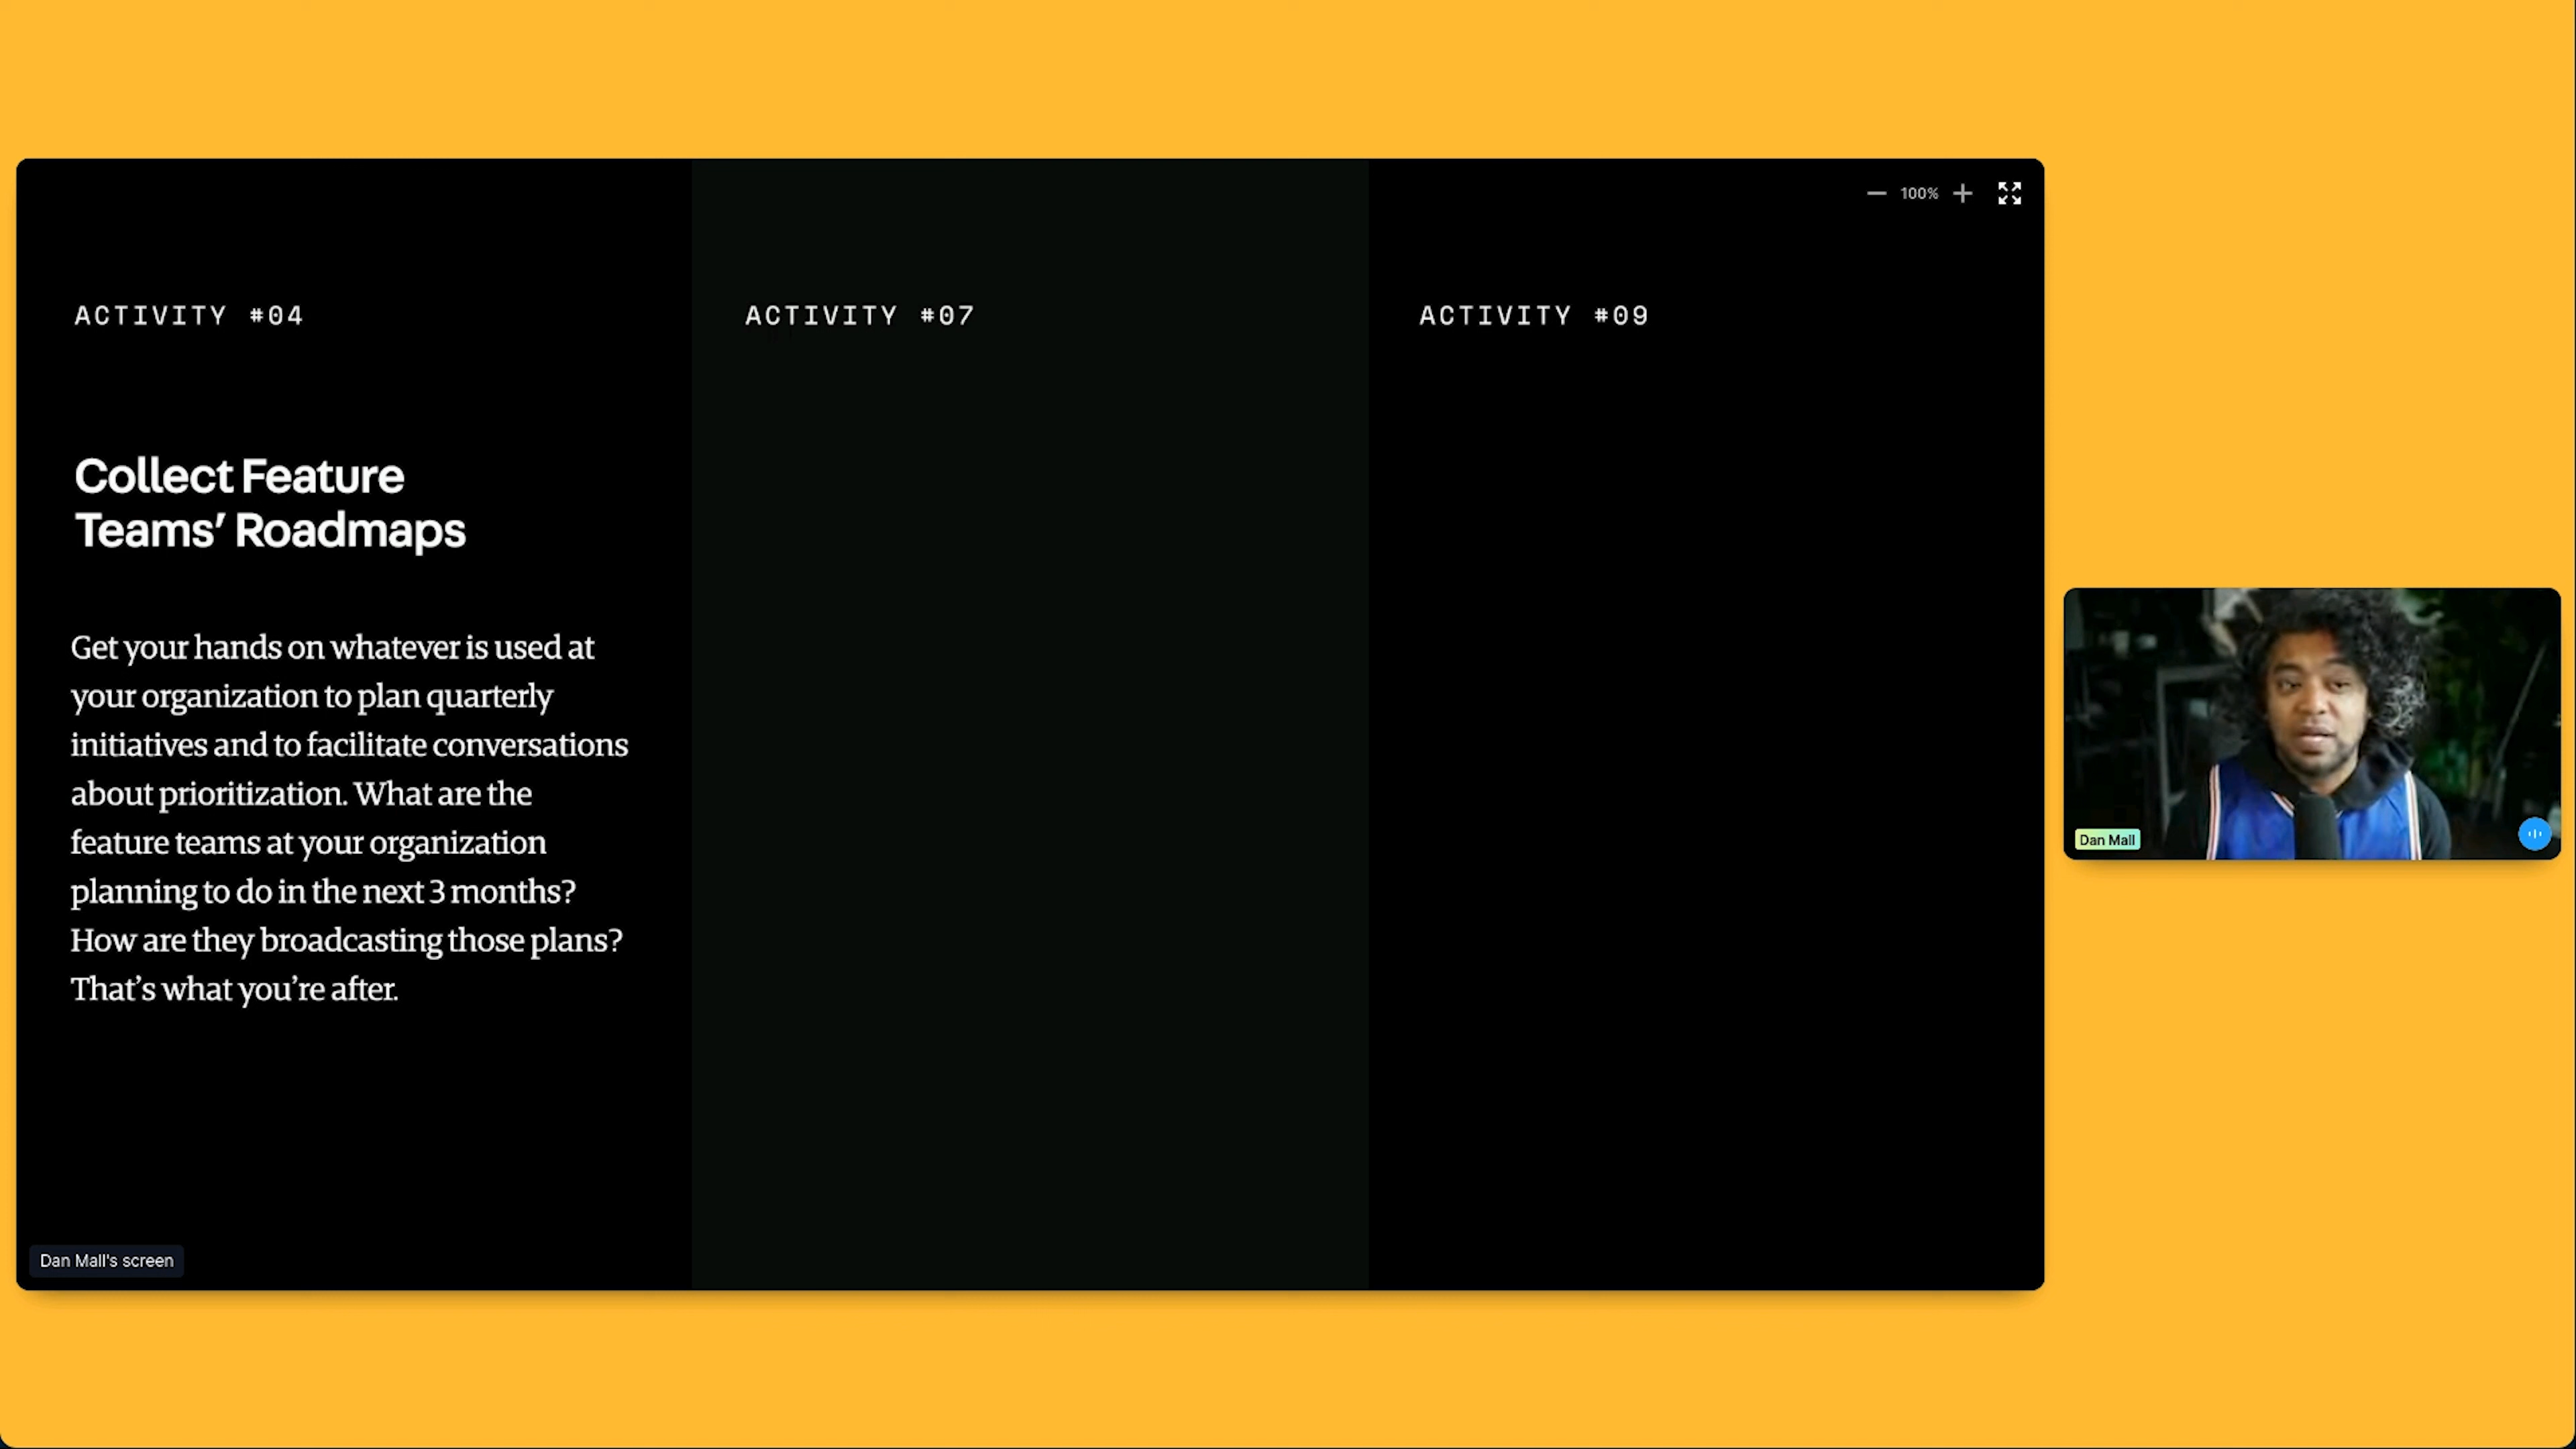 100%
ACTIVITY #04
ACTIVITY #07
ACTIVITY #09
Collect Feature
Teams’ Roadmaps
Get your hands on whatever is used at
your organization to plan quarterly
initiatives and to facilitate conversations
about prioritization. What are the
feature teams at your organization
planning to do in the next 3 months?
How are they broadcasting those plans?
That’s what you’re after.
Dan Mall's screen
Dan Mall